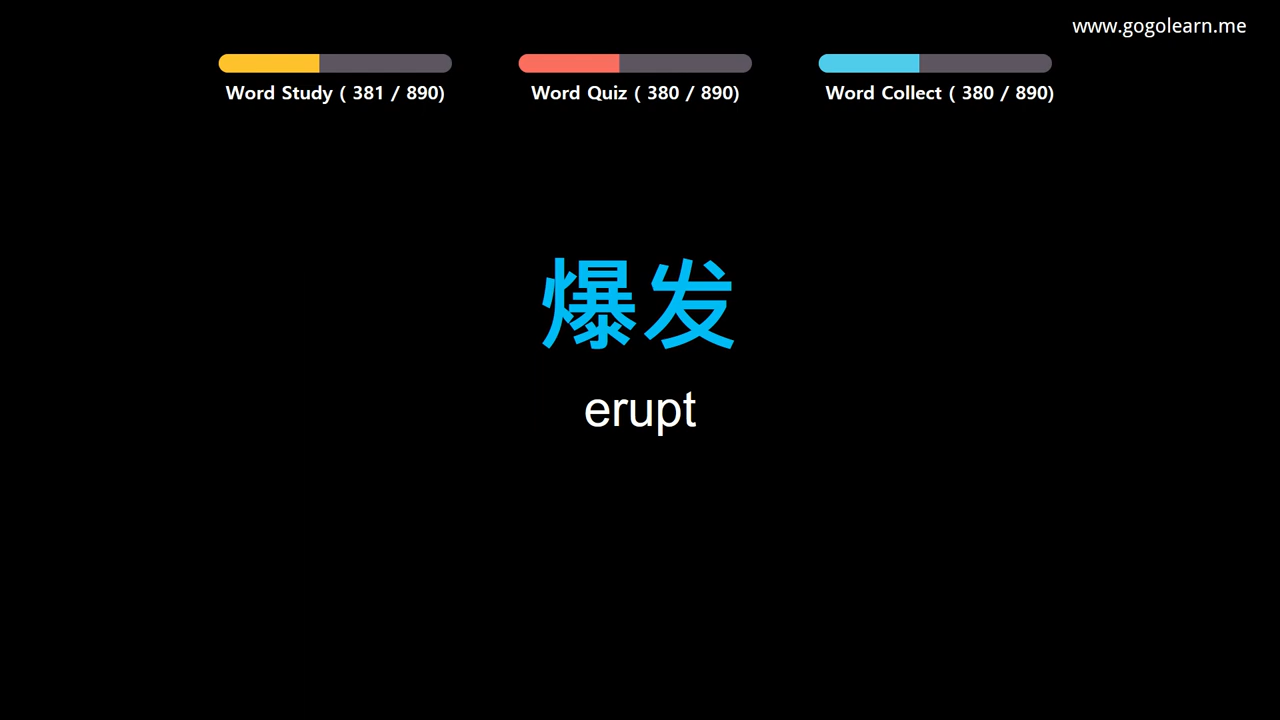 www.gogolearn.me
Word Study ( 381 / 890)
Word Quiz ( 380 / 890)
Word Collect ( 380 / 890)
爆发
erupt